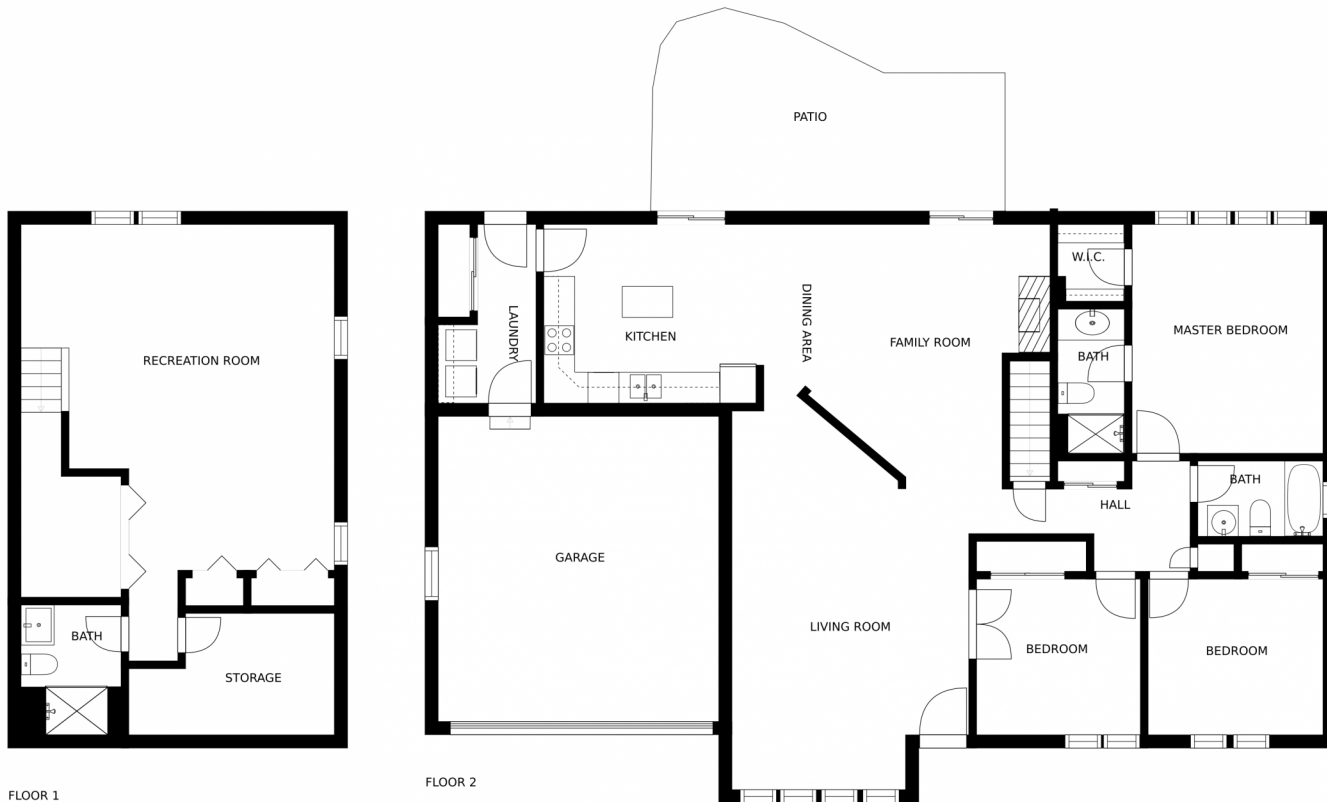 PATIO
W.I.C.
LAUNDRY
KITCHEN
DINING AREA
FAMILY ROOM
BATH
MASTER BEDROOM
RECREATION ROOM
BATH
HALL
GARAGE
LIVING ROOM
BEDROOM
BEDROOM
BATH
STORAGE
FLOOR 2
FLOOR 1